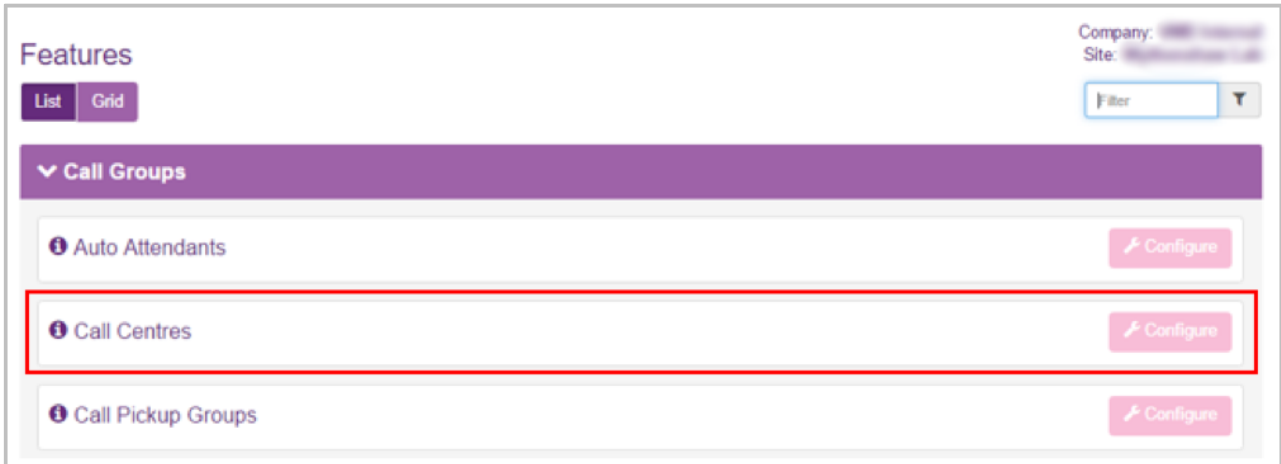 Company:
Features
Site:
List Grid
Filter
Call Groups
Auto Attendants
Configure
Call Centres
Configure
Call Pickup Groups
Configure